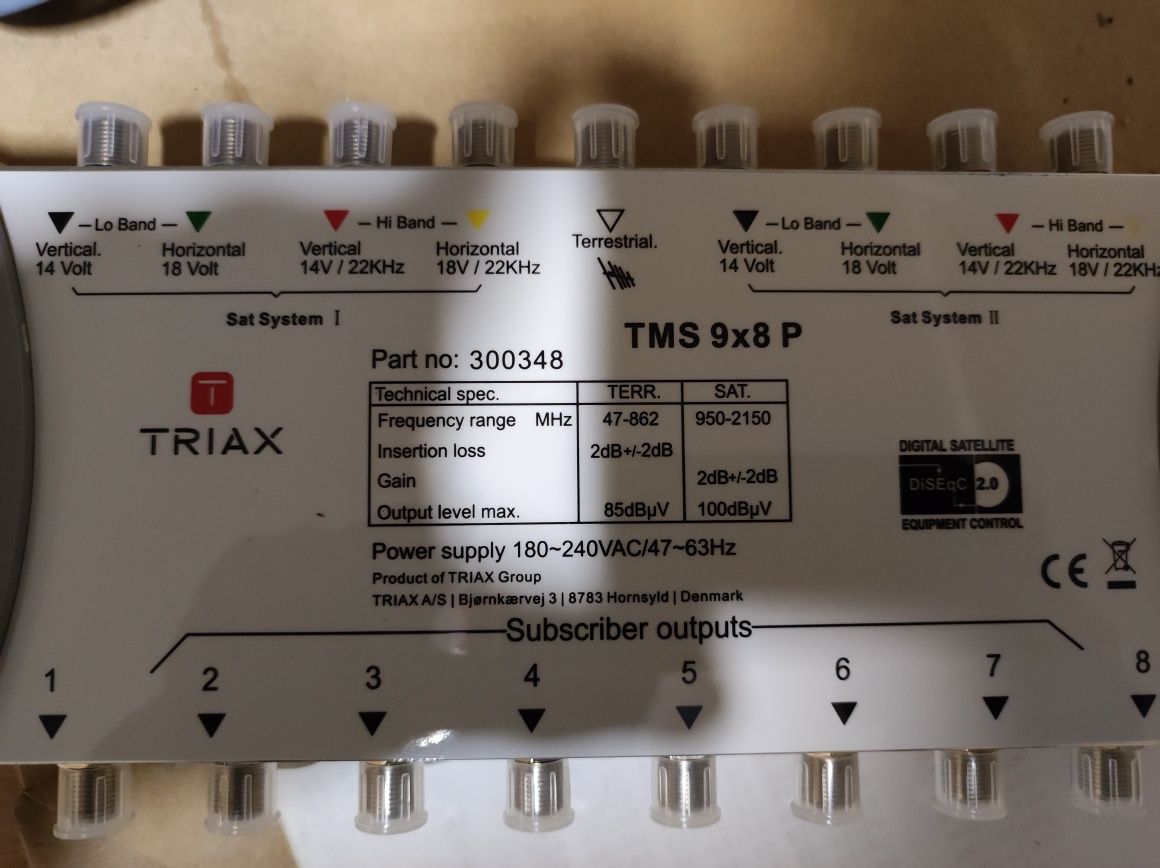 Lo Band
Hi Band
Vertical.
14 Volt
Horizontal
18 Volt
Vertical
14V / 22KHz
Horizontal
18V / 22KHz
Sat System I
Terrestrial.
Lo Band
Hi Band
Vertical.
14 Volt
Horizontal
18 Volt
Vertical
14V / 22KHz
Horizontal
18V / 22KHz
Sat System II
TMS 9x8 P
Part no: 300348
T
TRIAX
Technical spec. TERR. SAT.
Frequency range MHz 47-862 950-2150
Insertion loss 2dB+/-2dB
Gain 2dB+/-2dB
Output level max. 85dBµV 100dBµV
DIGITAL SATELLITE
DiSEqC 2.0
EQUIPMENT CONTROL
CE
Power supply 180~240VAC/47~63Hz
Product of TRIAX Group
TRIAX A/S | Bjørnkærvej 3 | 8783 Hornsyld | Denmark
Subscriber outputs
1 2 3 4 5 6 7 8